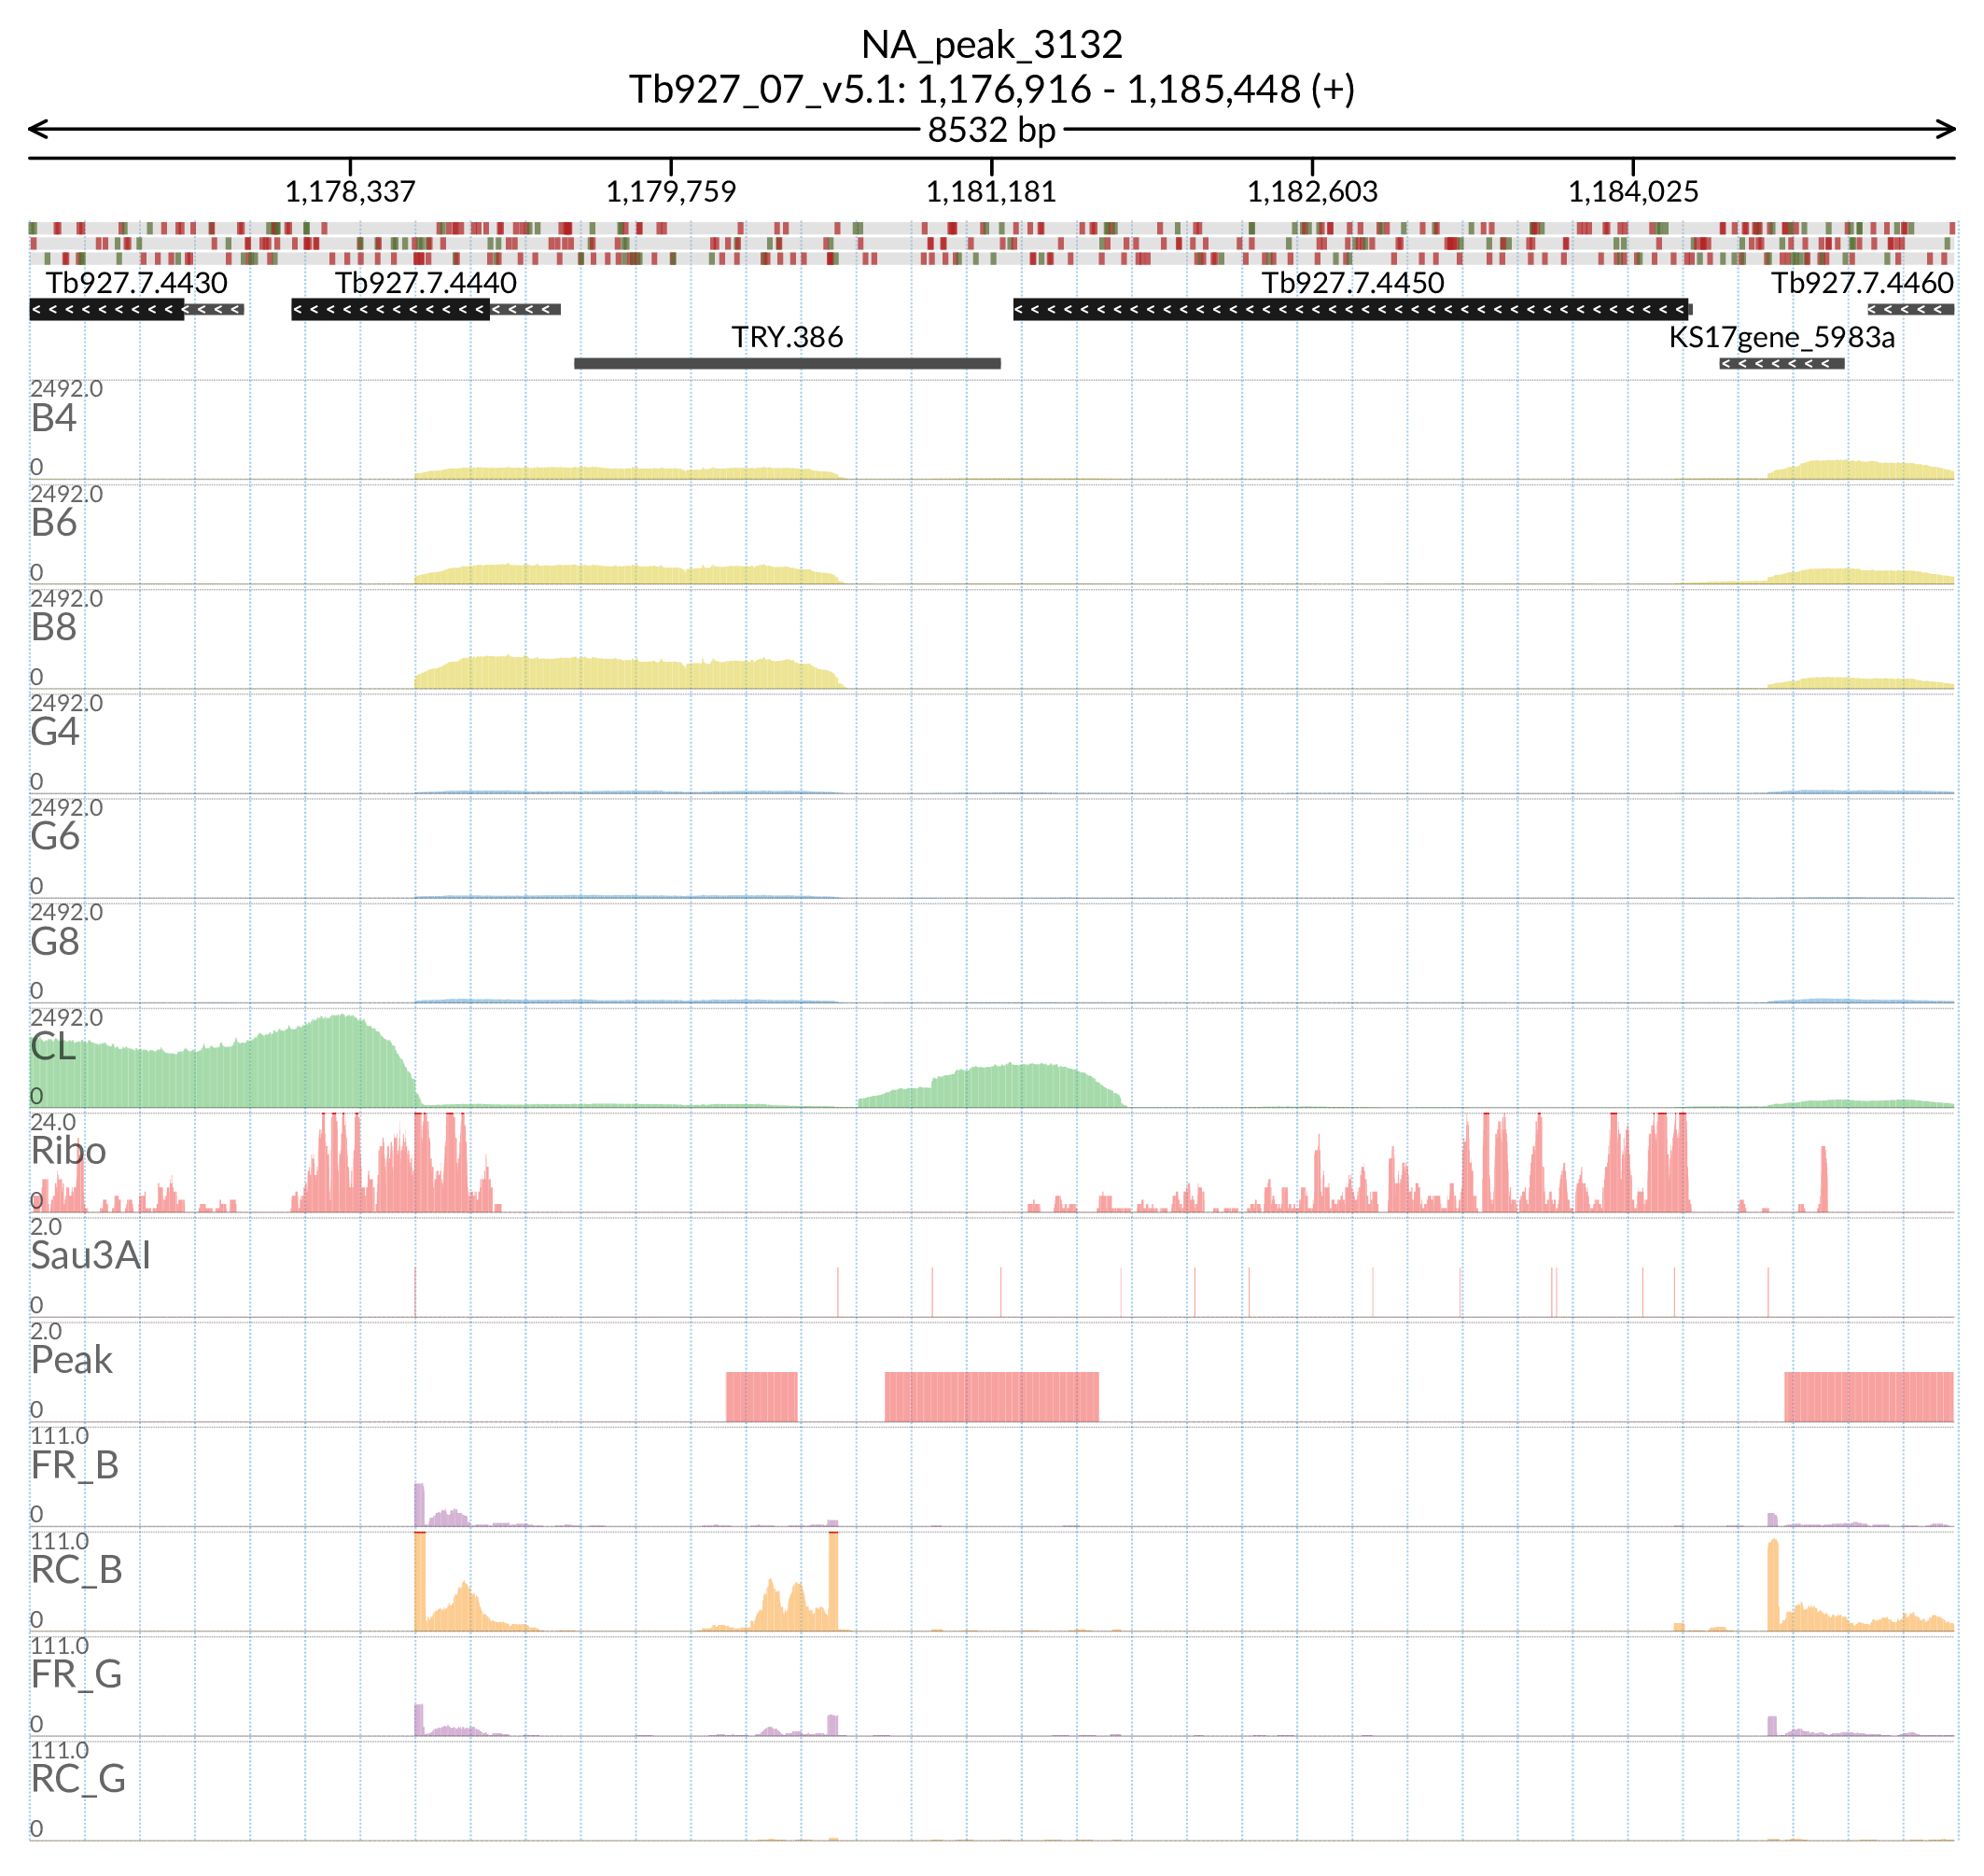 NA_peak_3132
Tb927_07_v5.1: 1,176,916 - 1,185,448 (+)
8532 bp
1,178,337 1,179,759 1,181,181 1,182,603 1,184,025
Tb927.7.4430 Tb927.7.4440 Tb927.7.4450 Tb927.7.4460
TRY.386 KS17gene_5983a
2492.0
B4
0
2492.0
B6
0
2492.0
B8
0
2492.0
G4
0
2492.0
G6
0
2492.0
G8
0
2492.0
CL
0
24.0
Ribo
0
2.0
Sau3AI
0
2.0
Peak
0
111.0
FR_B
0
111.0
RC_B
0
111.0
FR_G
0
111.0
RC_G
0